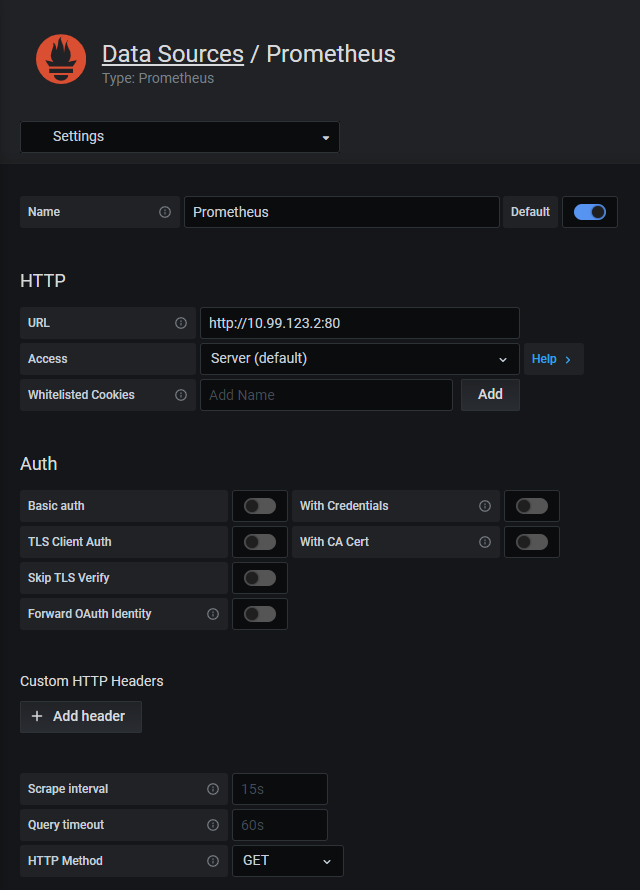 Data Sources / Prometheus
Type: Prometheus
Settings
Name Prometheus Default
HTTP
URL http://10.99.123.2:80
Access Server (default) Help
Whitelisted Cookies Add Name Add
Auth
Basic auth With Credentials
TLS Client Auth With CA Cert
Skip TLS Verify
Forward OAuth Identity
Custom HTTP Headers
+ Add header
Scrape interval 15s
Query timeout 60s
HTTP Method GET